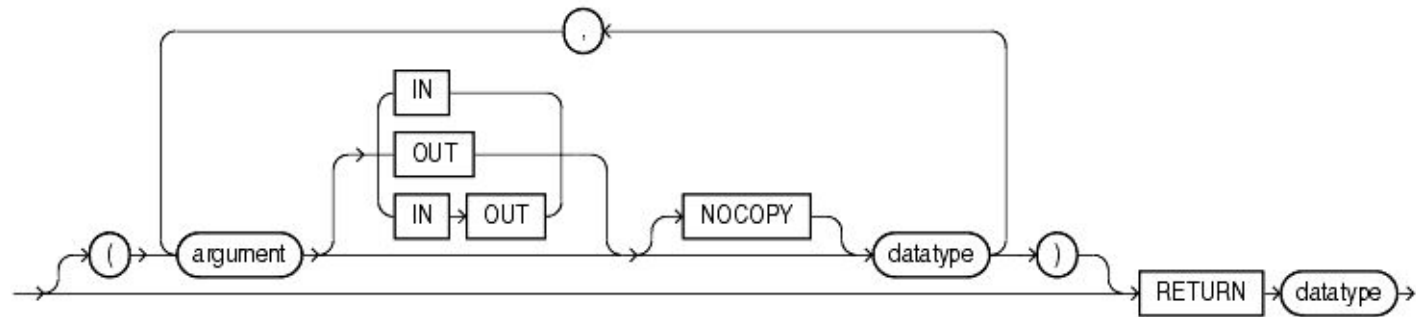 ,
IN
OUT
IN OUT
NOCOPY
( argument datatype )
RETURN datatype